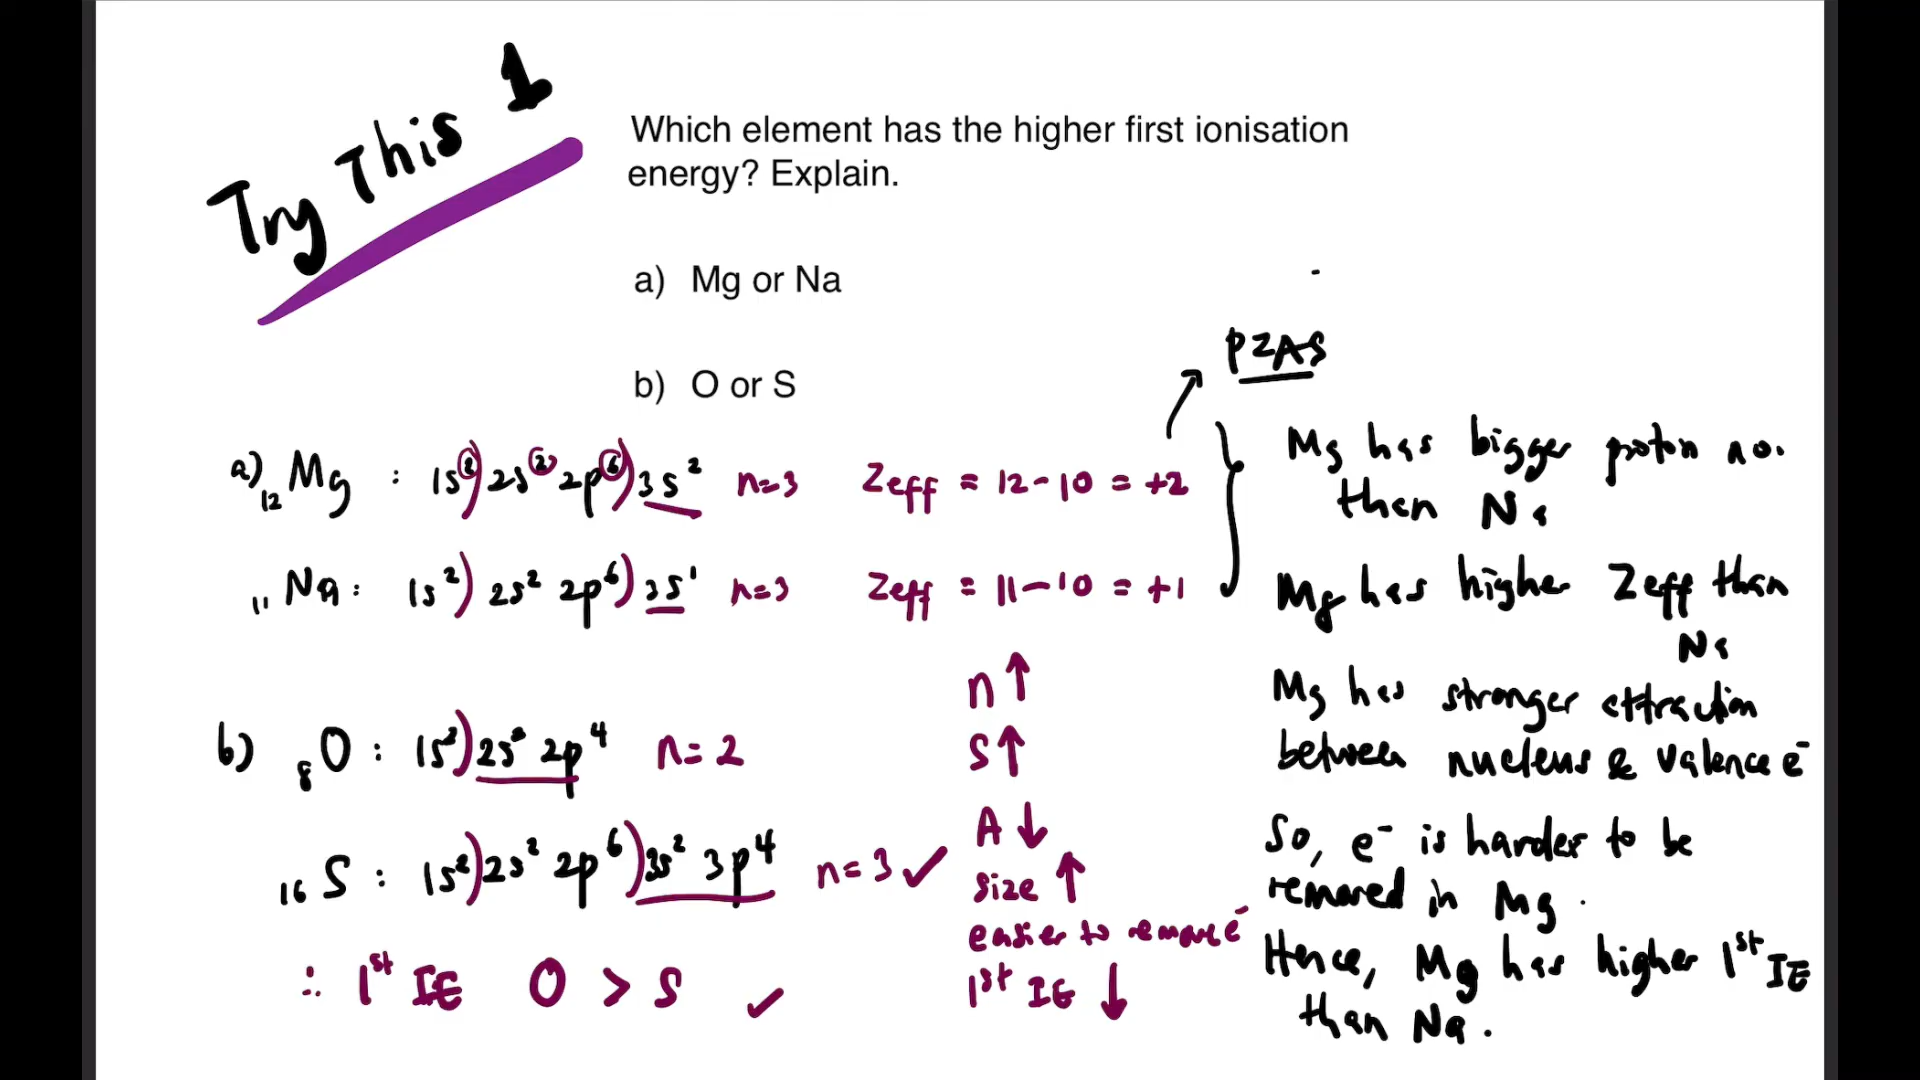 Try This 1
Which element has the higher first ionisation
energy? Explain.
a) Mg or Na
b) O or S
PZAS
a) ₁₂Mg : 1s²) 2s² 2p⁶) 3s² n=3 Zeff = 12-10 = +2
₁₁Na : 1s²) 2s² 2p⁶) 3s¹ n=3 Zeff = 11-10 = +1
Mg has bigger proton no.
than Na
Mg has higher Zeff than
Na
Mg has stronger attraction
between nucleus & valence e⁻
So, e⁻ is harder to be
removed in Mg.
Hence, Mg has higher 1ˢᵗ IE
than Na.
b) ₈O : 1s²) 2s² 2p⁴ n=2
₁₆S : 1s²) 2s² 2p⁶) 3s² 3p⁴ n=3 ✓
∴ 1ˢᵗ IE O > S ✓
n↑
S↑
A↓
size ↑
easier to remove e⁻
1ˢᵗ IE ↓